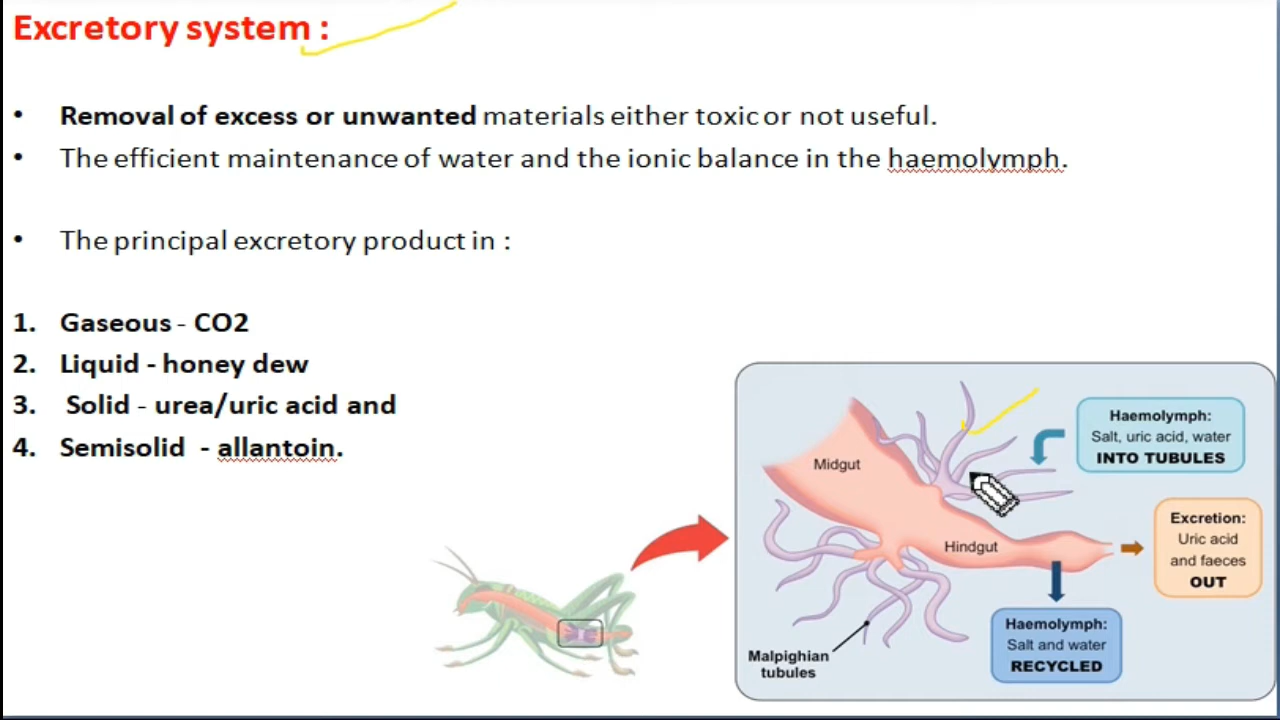 Excretory system :
• Removal of excess or unwanted materials either toxic or not useful.
• The efficient maintenance of water and the ionic balance in the haemolymph.
• The principal excretory product in :
1. Gaseous - CO2
2. Liquid - honey dew
3. Solid - urea/uric acid and
4. Semisolid - allantoin.
Midgut
Hindgut
Malpighian
tubules
Haemolymph:
Salt, uric acid, water
INTO TUBULES
Excretion:
Uric acid
and faeces
OUT
Haemolymph:
Salt and water
RECYCLED